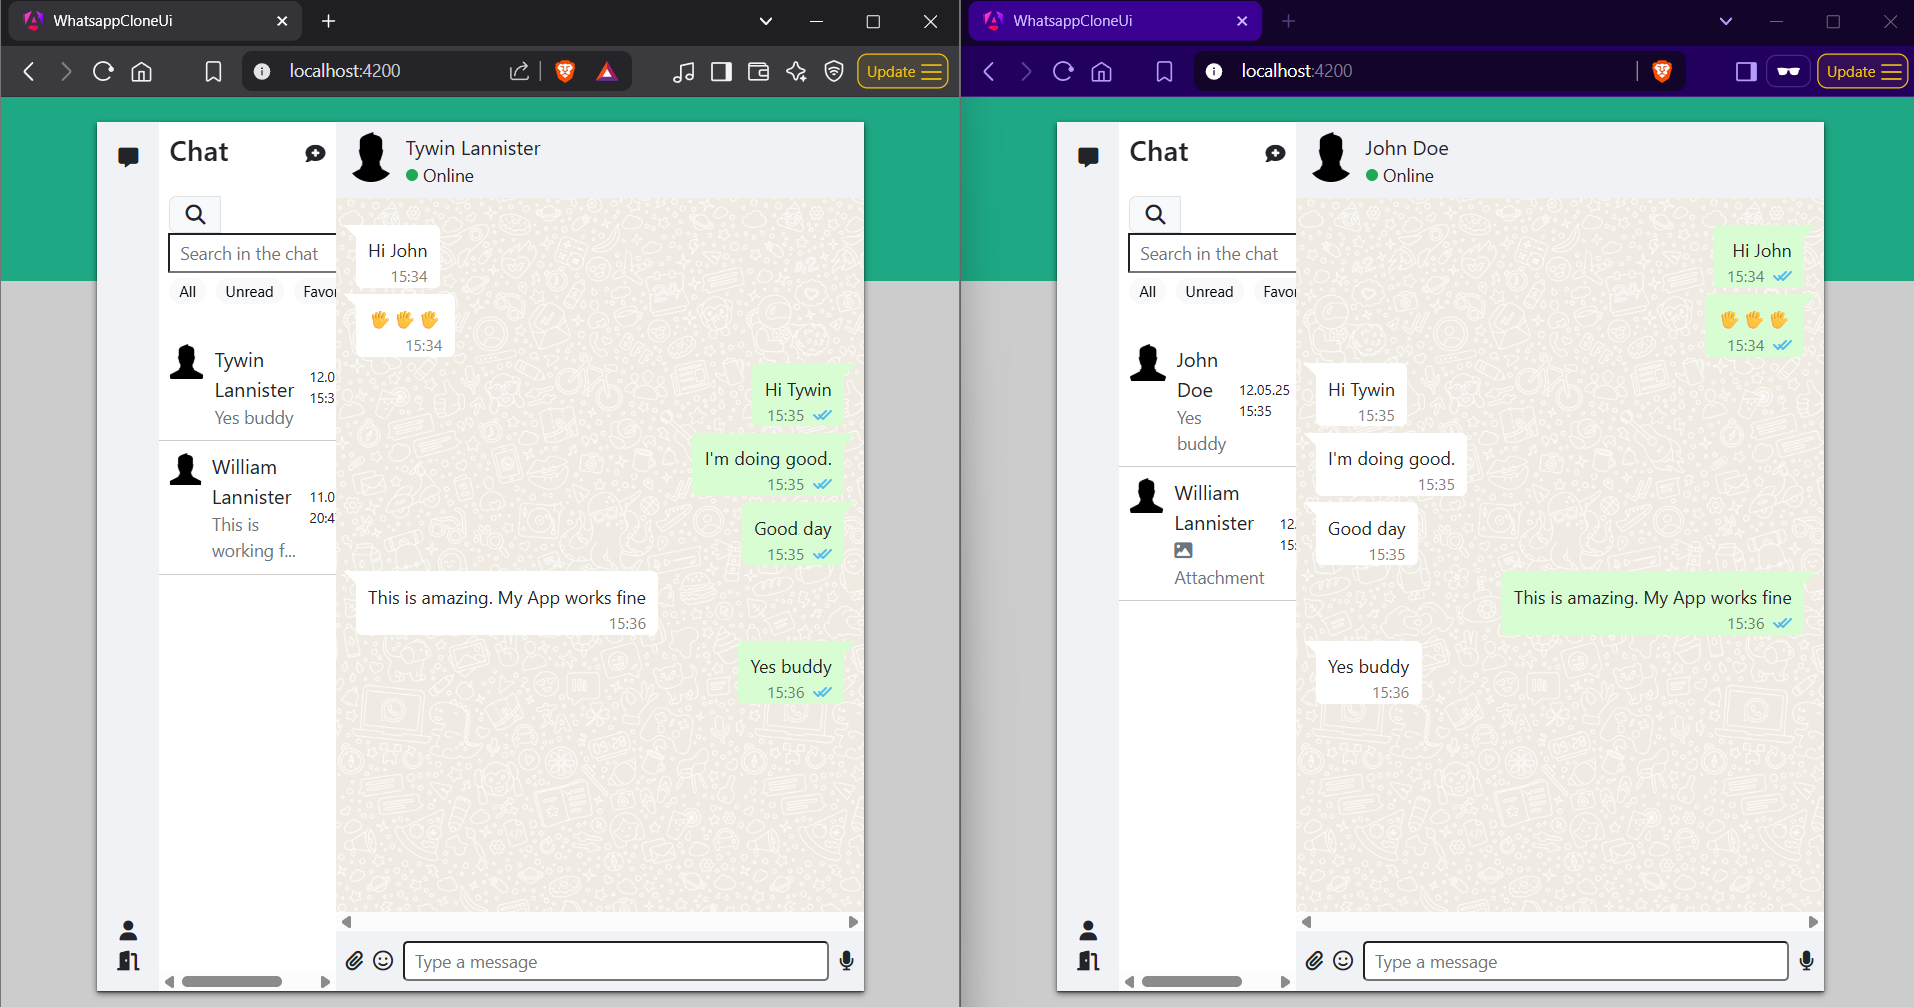 WhatsappCloneUi
localhost:4200
Update
Chat
Search in the chat
All
Unread
Favor
Tywin
Lannister
Yes buddy
12.0
15:3
William
Lannister
This is
working f...
11.0
20:4
Tywin Lannister
Online
Hi John
15:34
✋✋✋
15:34
Hi Tywin
15:35
I'm doing good.
15:35
Good day
15:35
This is amazing. My App works fine
15:36
Yes buddy
15:36
Type a message
WhatsappCloneUi
localhost:4200
Update
Chat
Search in the chat
All
Unread
Favor
John
Doe
Yes
buddy
12.05.25
15:35
William
Lannister
Attachment
12.
15:
John Doe
Online
Hi John
15:34
✋✋✋
15:34
Hi Tywin
15:35
I'm doing good.
15:35
Good day
15:35
This is amazing. My App works fine
15:36
Yes buddy
15:36
Type a message